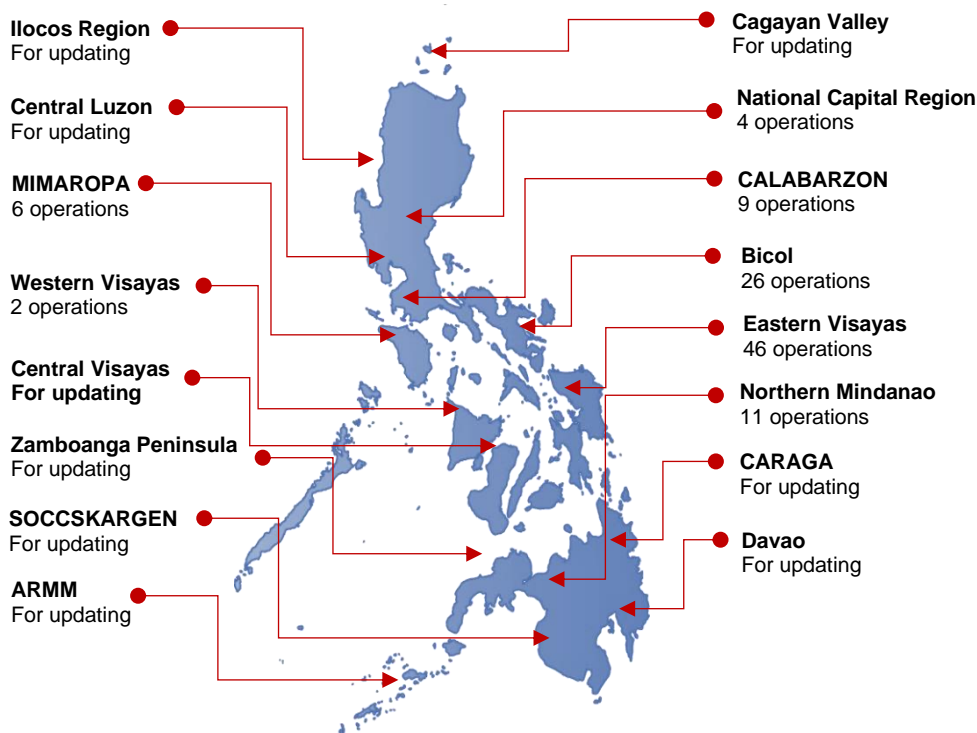 Ilocos Region
For updating
Central Luzon
For updating
MIMAROPA
6 operations
Western Visayas
2 operations
Central Visayas
For updating
Zamboanga Peninsula
For updating
SOCCSKARGEN
For updating
ARMM
For updating
Cagayan Valley
For updating
National Capital Region
4 operations
CALABARZON
9 operations
Bicol
26 operations
Eastern Visayas
46 operations
Northern Mindanao
11 operations
CARAGA
For updating
Davao
For updating